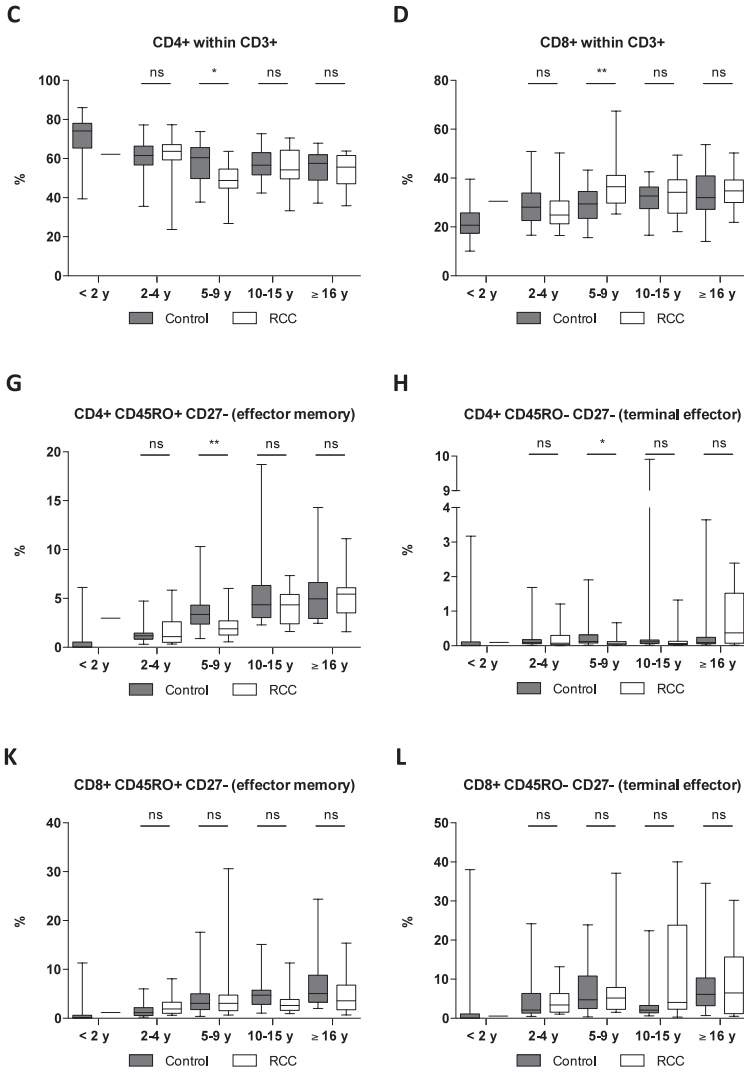 C
CD4+ within CD3+
ns * ns ns
100
80
60
40
20
0
%
< 2 y 2-4 y 5-9 y 10-15 y ≥ 16 y
Control RCC
D
CD8+ within CD3+
ns ** ns ns
80
60
40
20
0
%
< 2 y 2-4 y 5-9 y 10-15 y ≥ 16 y
Control RCC
G
CD4+ CD45RO+ CD27- (effector memory)
ns ** ns ns
20
15
10
5
0
%
< 2 y 2-4 y 5-9 y 10-15 y ≥ 16 y
Control RCC
H
CD4+ CD45RO- CD27- (terminal effector)
ns * ns ns
10
9
4
3
2
1
0
%
< 2 y 2-4 y 5-9 y 10-15 y ≥ 16 y
Control RCC
K
CD8+ CD45RO+ CD27- (effector memory)
ns ns ns ns
40
30
20
10
0
%
< 2 y 2-4 y 5-9 y 10-15 y ≥ 16 y
Control RCC
L
CD8+ CD45RO- CD27- (terminal effector)
ns ns ns ns
50
40
30
20
10
0
%
< 2 y 2-4 y 5-9 y 10-15 y ≥ 16 y
Control RCC